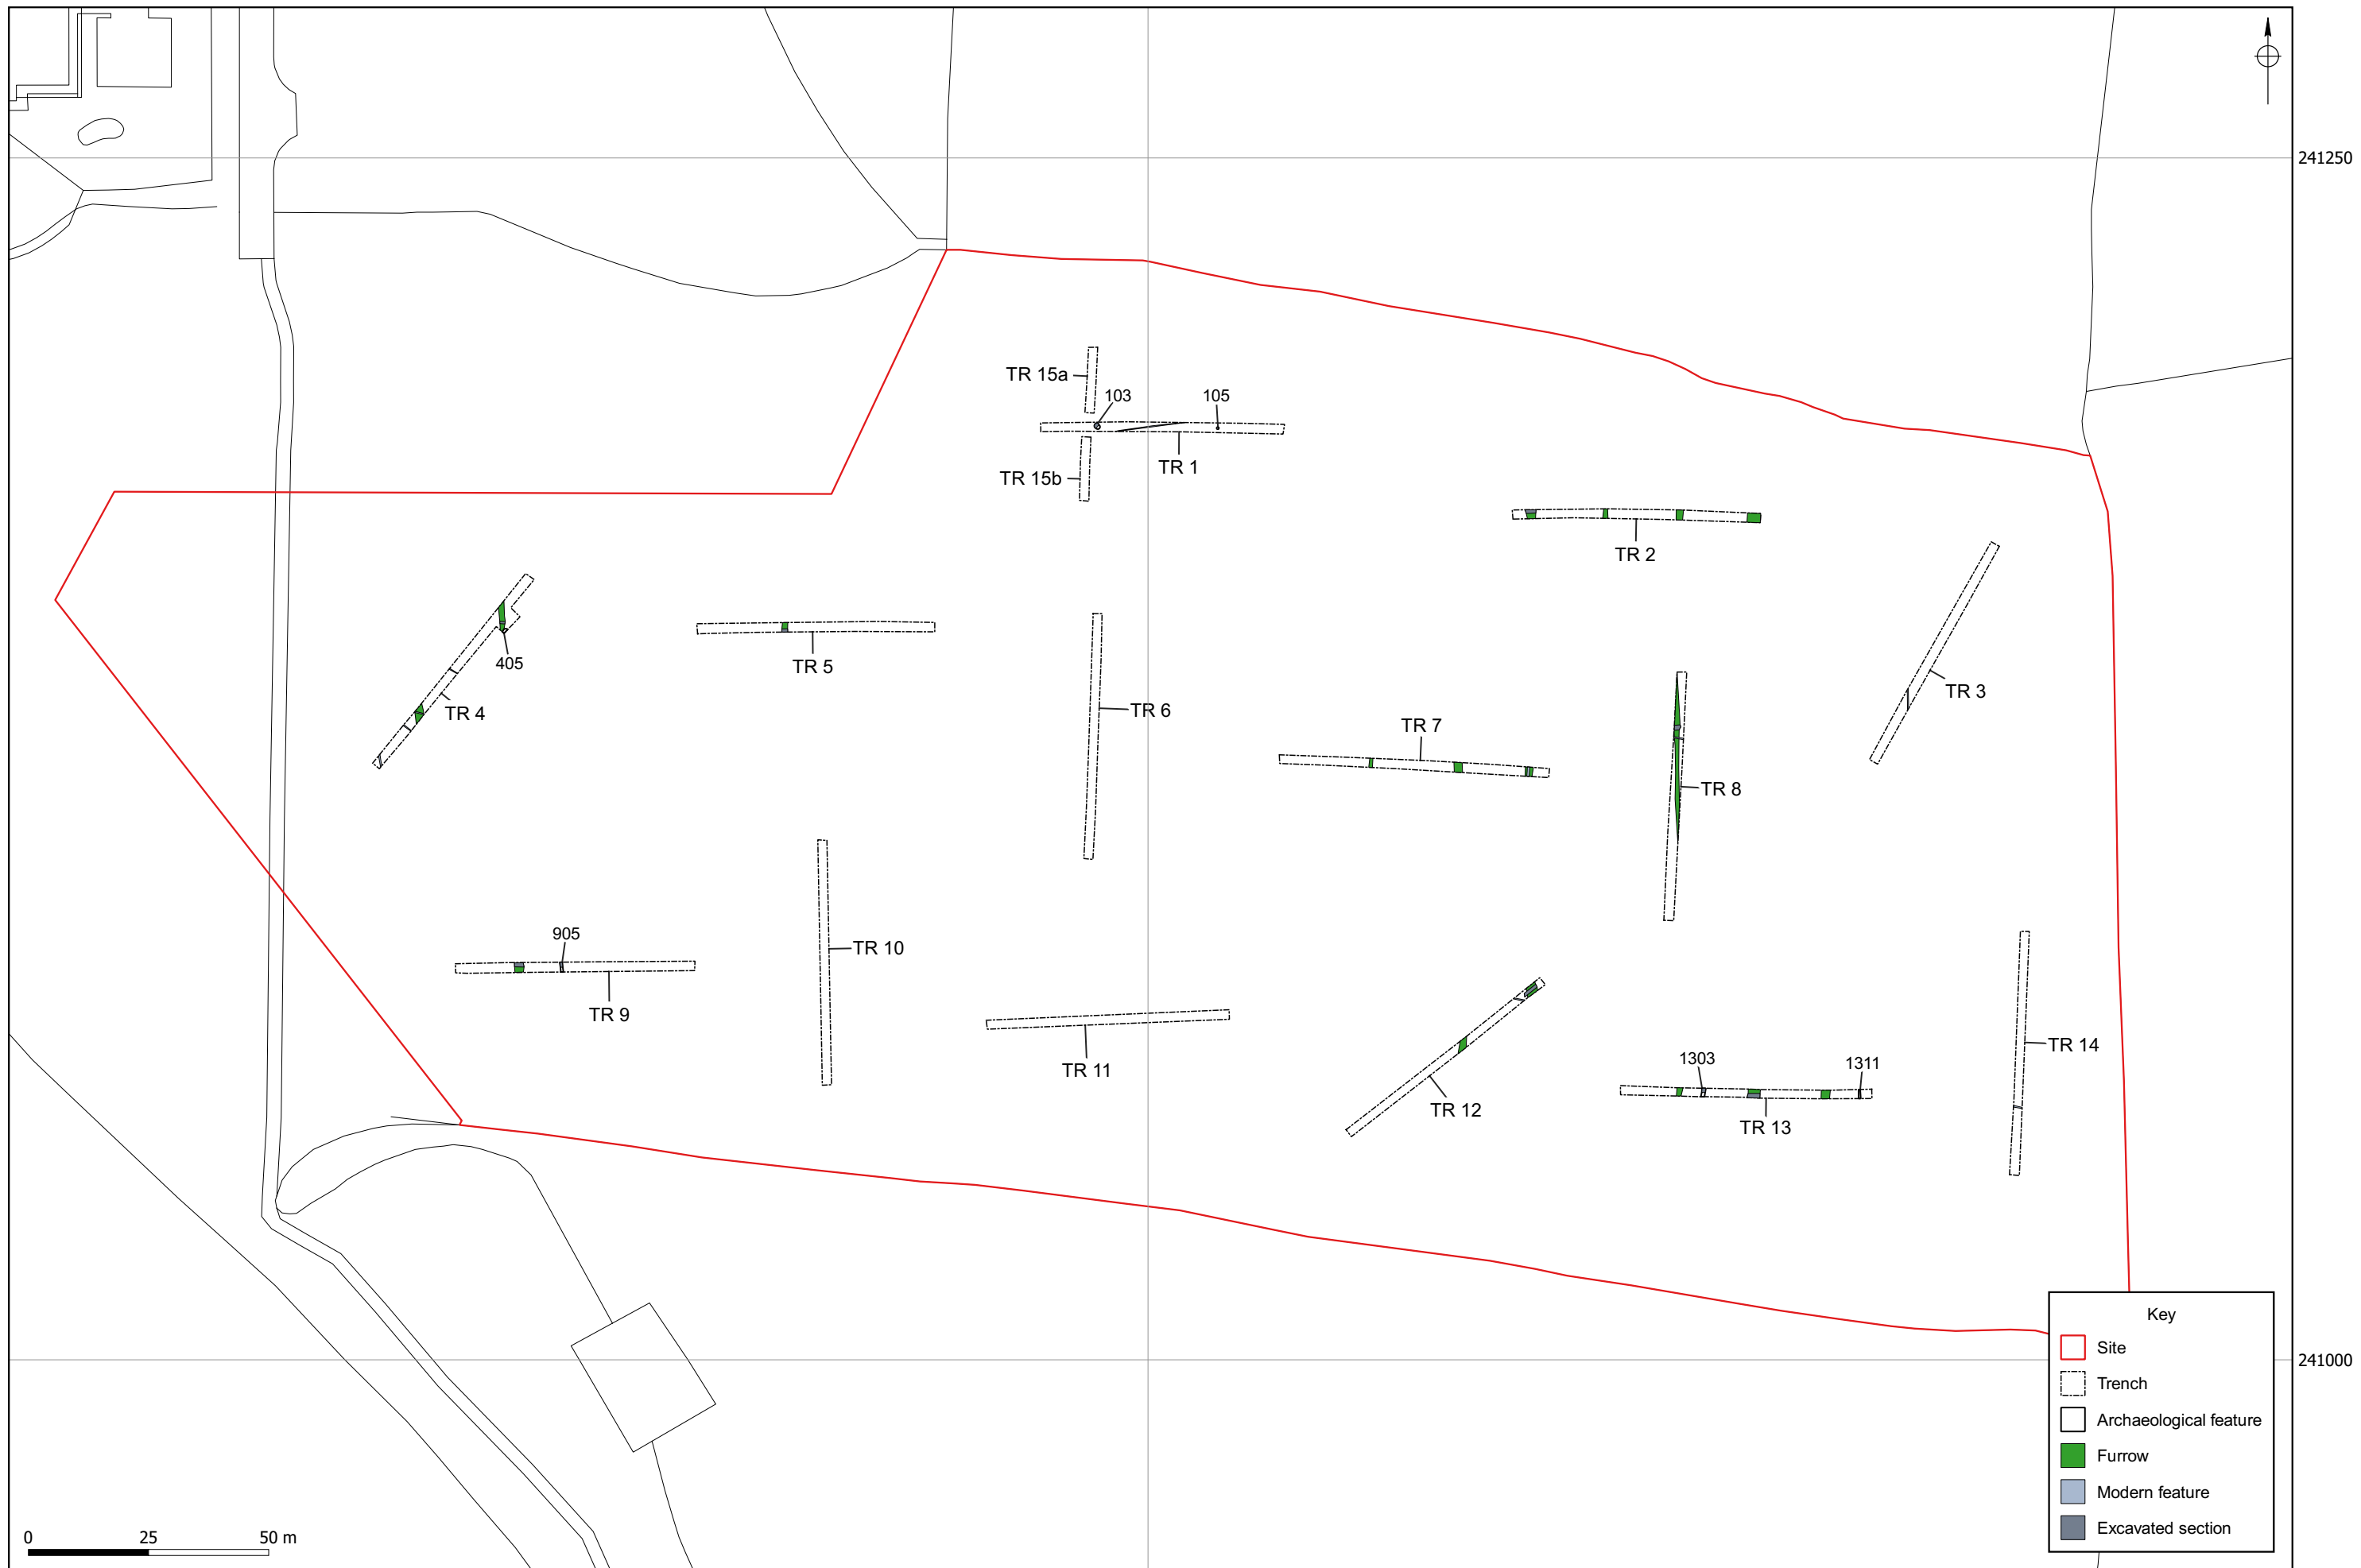 241250
TR 15a
103
105
TR 15b
TR 1
TR 2
405
TR 4
TR 5
TR 6
TR 7
TR 3
TR 8
905
TR 9
TR 10
TR 11
TR 12
1303
1311
TR 13
TR 14
241000
Key
Site
Trench
Archaeological feature
Furrow
Modern feature
Excavated section
0 25 50 m